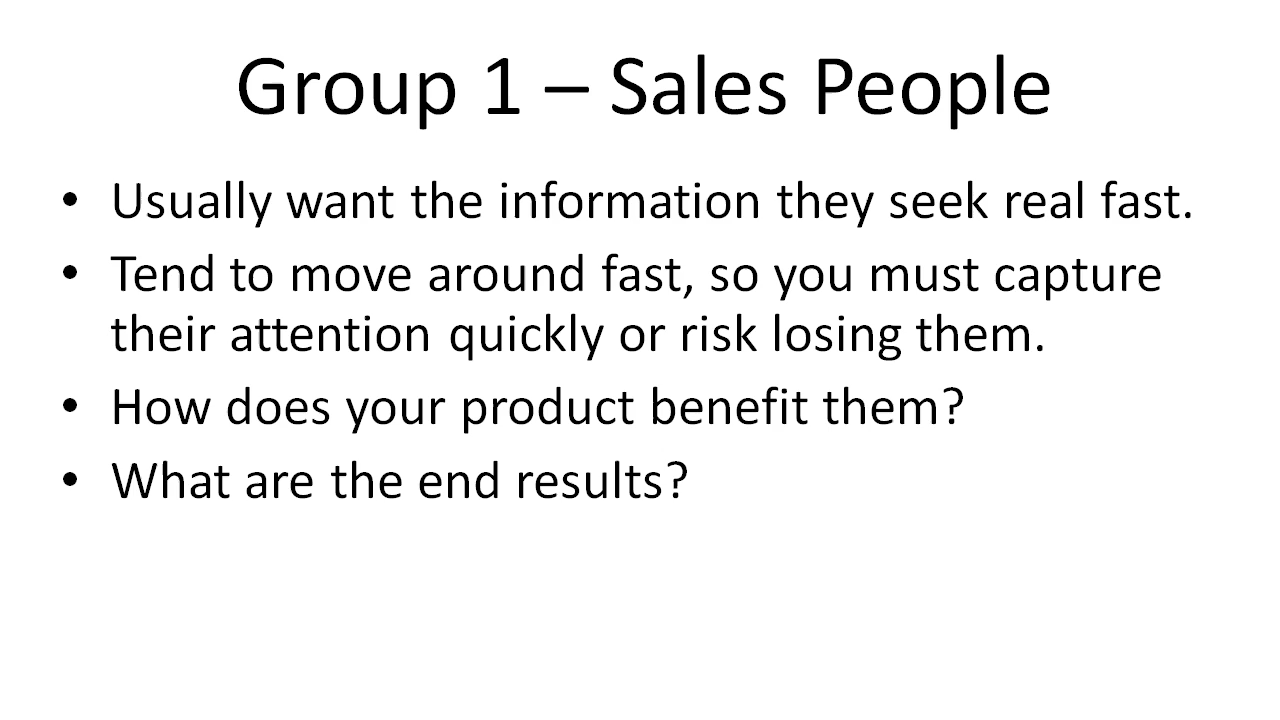 Group 1 – Sales People
• Usually want the information they seek real fast.
• Tend to move around fast, so you must capture
their attention quickly or risk losing them.
• How does your product benefit them?
• What are the end results?